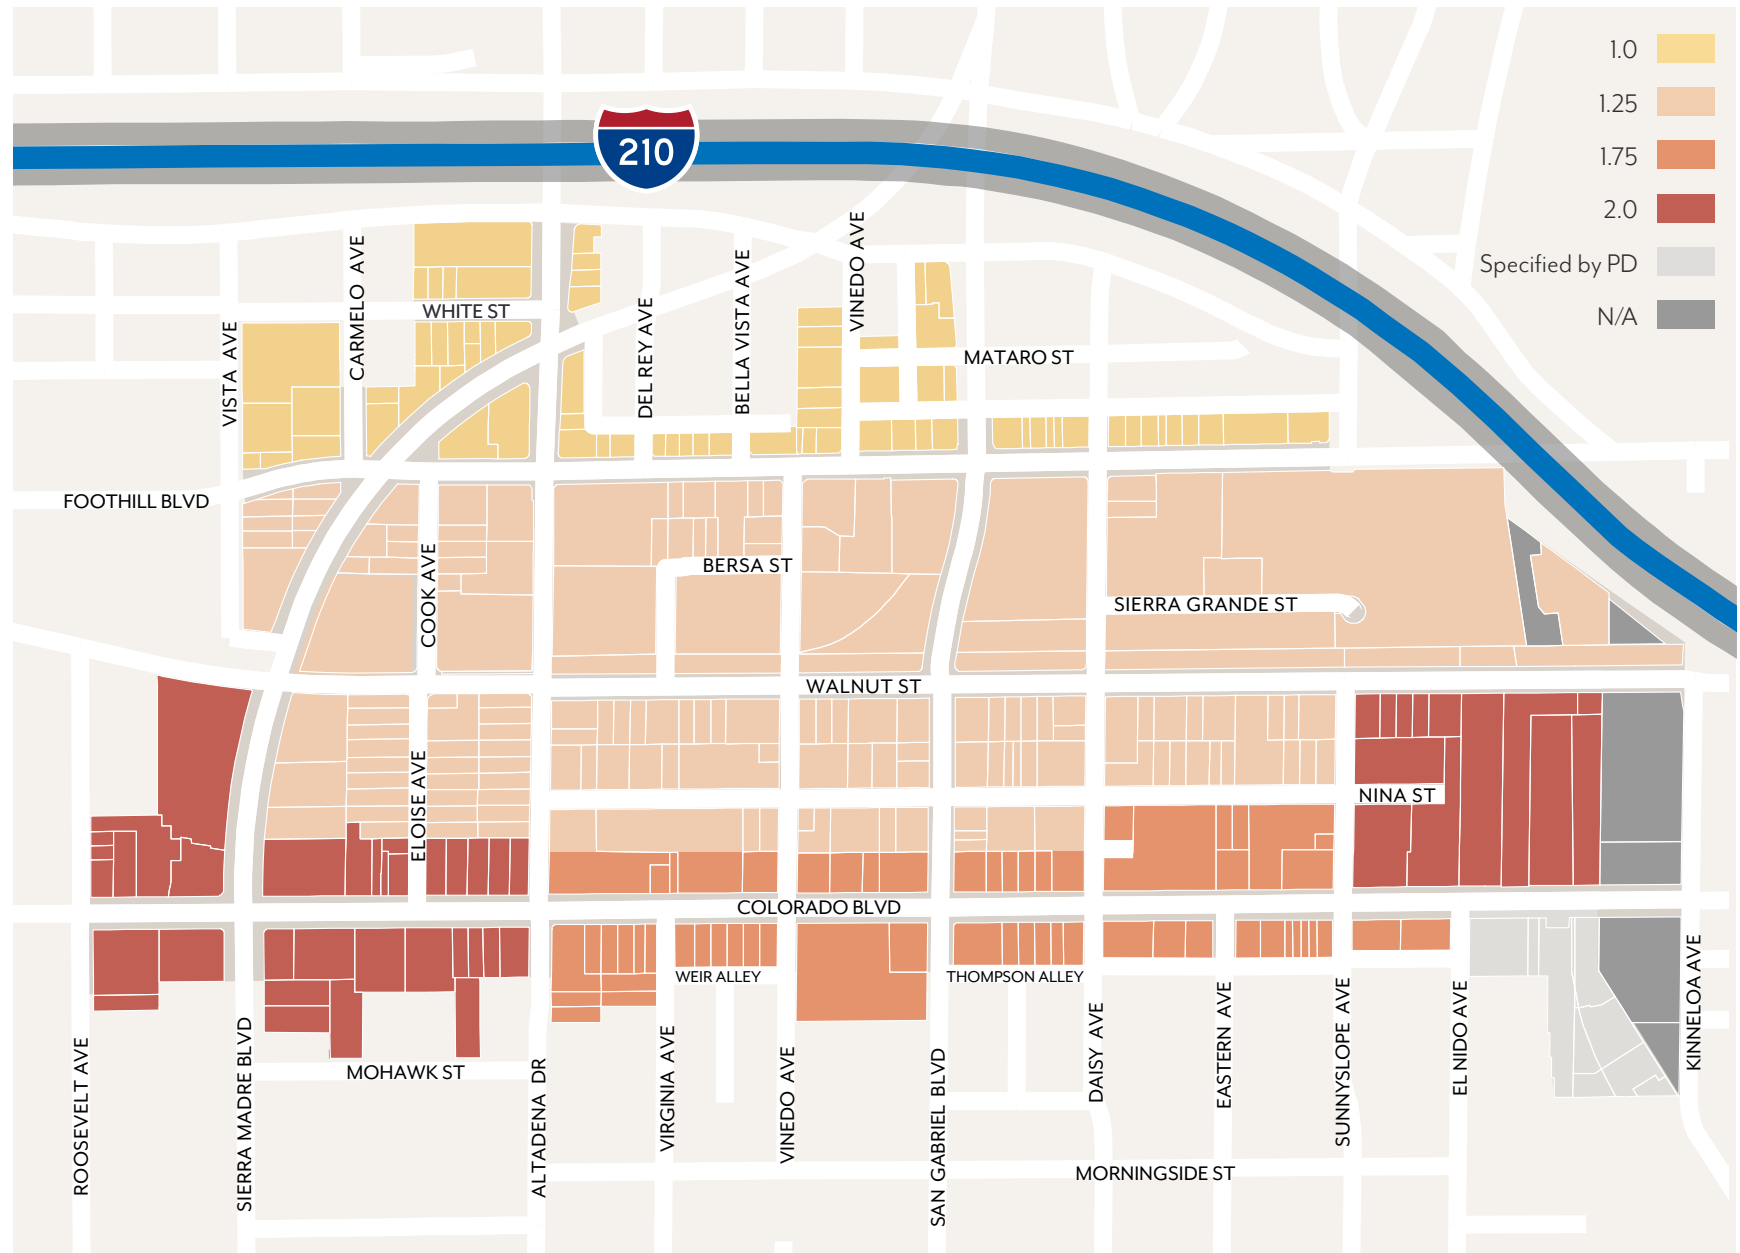 1.0
1.25
1.75
2.0
Specified by PD
N/A
210
WHITE ST
VISTA AVE
CARMELO AVE
DEL REY AVE
BELLA VISTA AVE
VINEDO AVE
MATARO ST
FOOTHILL BLVD
COOK AVE
BERSA ST
SIERRA GRANDE ST
WALNUT ST
ELOISE AVE
NINA ST
COLORADO BLVD
WEIR ALLEY
THOMPSON ALLEY
MOHAWK ST
ROOSEVELT AVE
SIERRA MADRE BLVD
ALTADENA DR
VIRGINIA AVE
VINEDO AVE
SAN GABRIEL BLVD
DAISY AVE
EASTERN AVE
SUNNYSLOPE AVE
EL NIDO AVE
KINNELOA AVE
MORNINGSIDE ST